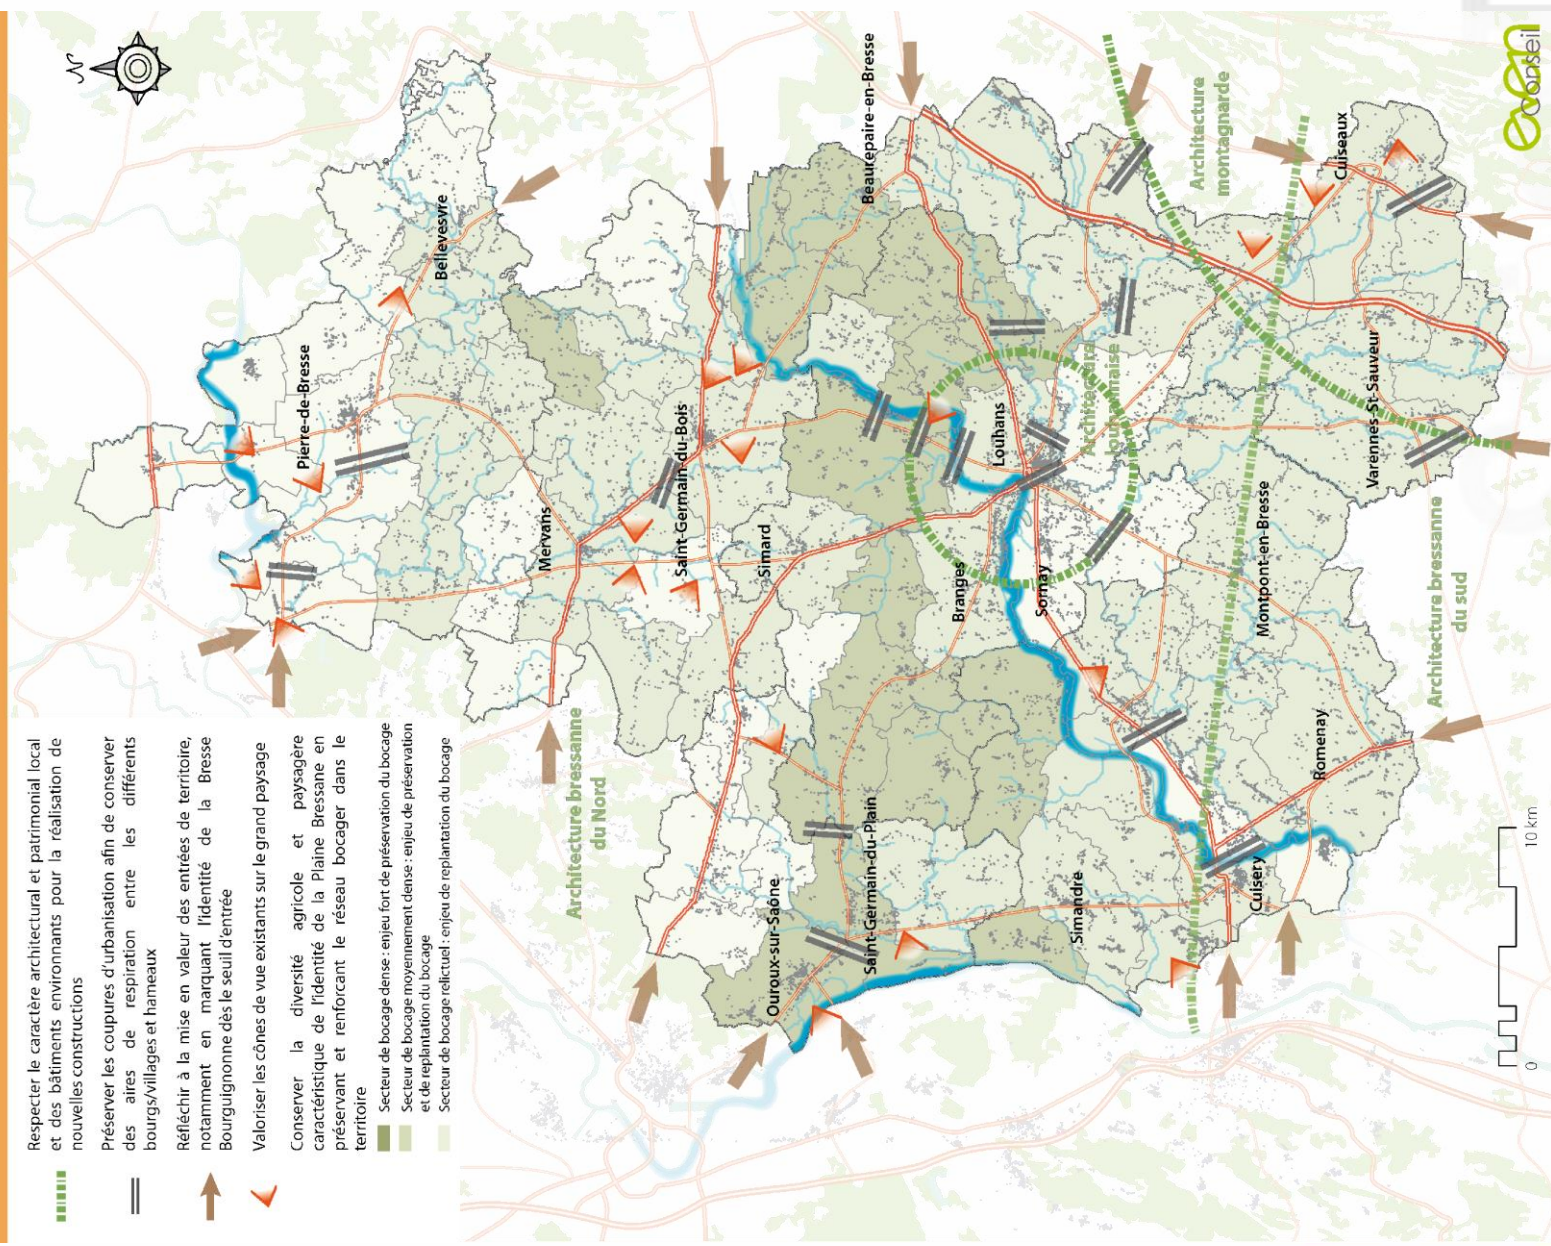 Respecter le caractère architectural et patrimonial local
et des bâtiments environnants pour la réalisation de
nouvelles constructions
Préserver les coupures d'urbanisation afin de conserver
des aires de respiration entre les différents
bourgs/villages et hameaux
Réfléchir à la mise en valeur des entrées de territoire,
notamment en marquant l'identité de la Bresse
Bourguignonne dès le seuil d'entrée
Valoriser les cônes de vue existants sur le grand paysage
Conserver la diversité agricole et paysagère
caractéristique de l'identité de la Plaine Bressane en
préservant et renforçant le réseau bocager dans le
territoire
Secteur de bocage dense : enjeu fort de préservation du bocage
Secteur de bocage moyennement dense : enjeu de préservation
et de replantation du bocage
Secteur de bocage relictuel : enjeu de replantation du bocage
N
Pierre-de-Bresse
Bellevesvre
Mervans
Saint-Germain-du-Bois
Simard
Beaurepaire-en-Bresse
Architecture bressanne
du Nord
Ouroux-sur-Saône
Saint-Germain-du-Plain
Branges
Louhans
Sornay
Architecture
louhannaise
Architecture
montagnarde
Cuiseaux
Simandre
Cuisery
Montpont-en-Bresse
Varennes-St-Sauveur
Romenay
Architecture bressanne
du sud
0
10 km
even
conseil